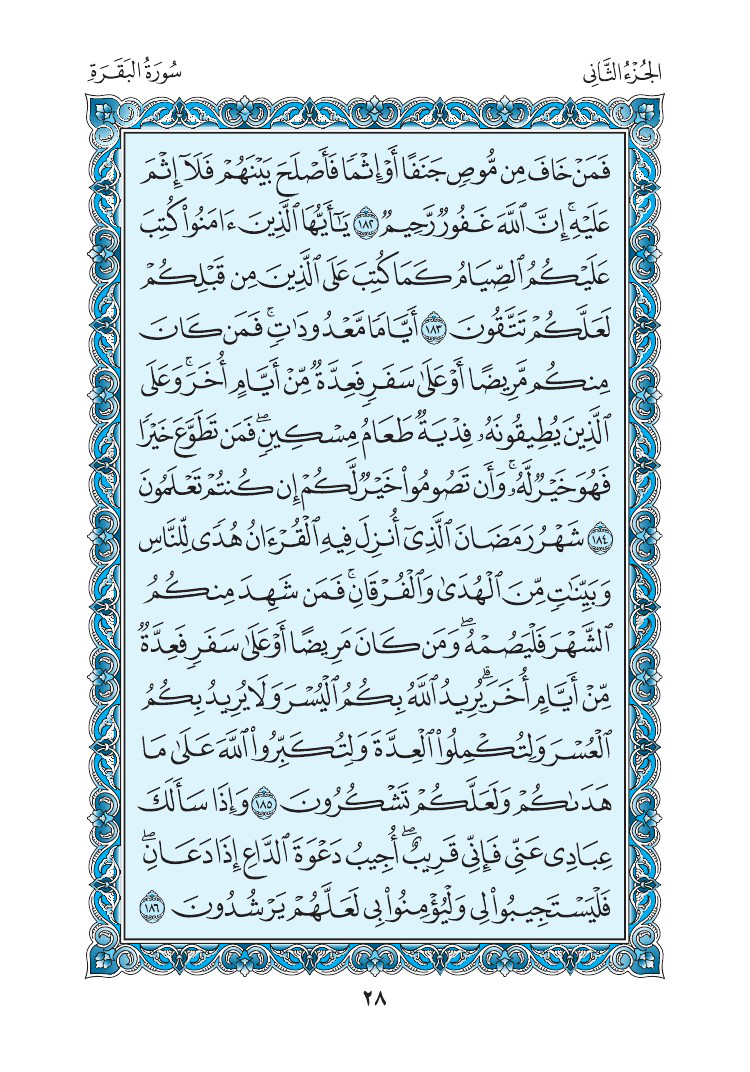 الجُزْءُ الثَّانِي
سُورَةُ البَقَرَةِ
فَمَنۡ خَافَ مِن مُّوصٖ جَنَفًا أَوۡ إِثۡمٗا فَأَصۡلَحَ بَيۡنَهُمۡ فَلَآ إِثۡمَ
عَلَيۡهِۚ إِنَّ ٱللَّهَ غَفُورٞ رَّحِيمٞ ١٨٢ يَٰٓأَيُّهَا ٱلَّذِينَ ءَامَنُواْ كُتِبَ
عَلَيۡكُمُ ٱلصِّيَامُ كَمَا كُتِبَ عَلَى ٱلَّذِينَ مِن قَبۡلِكُمۡ
لَعَلَّكُمۡ تَتَّقُونَ ١٨٣ أَيَّامٗا مَّعۡدُودَٰتٖۚ فَمَن كَانَ
مِنكُم مَّرِيضًا أَوۡ عَلَىٰ سَفَرٖ فَعِدَّةٞ مِّنۡ أَيَّامٍ أُخَرَۚ وَعَلَى
ٱلَّذِينَ يُطِيقُونَهُۥ فِدۡيَةٞ طَعَامُ مِسۡكِينٖۖ فَمَن تَطَوَّعَ خَيۡرٗا
فَهُوَ خَيۡرٞ لَّهُۥۚ وَأَن تَصُومُواْ خَيۡرٞ لَّكُمۡ إِن كُنتُمۡ تَعۡلَمُونَ
١٨٤ شَهۡرُ رَمَضَانَ ٱلَّذِيٓ أُنزِلَ فِيهِ ٱلۡقُرۡءَانُ هُدٗى لِّلنَّاسِ
وَبَيِّنَٰتٖ مِّنَ ٱلۡهُدَىٰ وَٱلۡفُرۡقَانِۚ فَمَن شَهِدَ مِنكُمُ
ٱلشَّهۡرَ فَلۡيَصُمۡهُۖ وَمَن كَانَ مَرِيضًا أَوۡ عَلَىٰ سَفَرٖ فَعِدَّةٞ
مِّنۡ أَيَّامٍ أُخَرَۗ يُرِيدُ ٱللَّهُ بِكُمُ ٱلۡيُسۡرَ وَلَا يُرِيدُ بِكُمُ
ٱلۡعُسۡرَ وَلِتُكۡمِلُواْ ٱلۡعِدَّةَ وَلِتُكَبِّرُواْ ٱللَّهَ عَلَىٰ مَا
هَدَىٰكُمۡ وَلَعَلَّكُمۡ تَشۡكُرُونَ ١٨٥ وَإِذَا سَأَلَكَ
عِبَادِي عَنِّي فَإِنِّي قَرِيبٌۖ أُجِيبُ دَعۡوَةَ ٱلدَّاعِ إِذَا دَعَانِۖ
فَلۡيَسۡتَجِيبُواْ لِي وَلۡيُؤۡمِنُواْ بِي لَعَلَّهُمۡ يَرۡشُدُونَ ١٨٦
٢٨